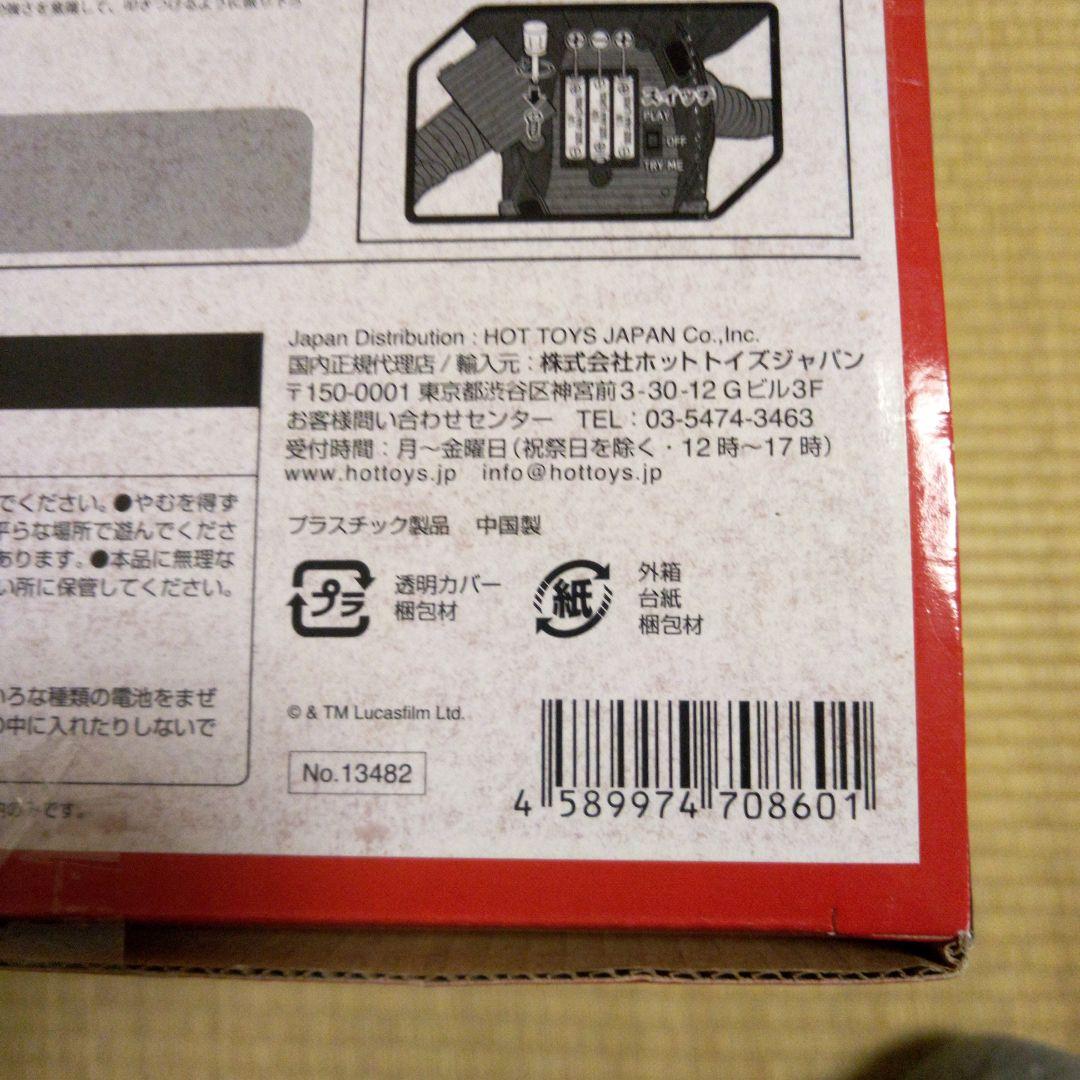 スイッチ
PLAY
OFF
TRY ME
Japan Distribution : HOT TOYS JAPAN Co.,Inc.
国内正規代理店 / 輸入元 : 株式会社ホットトイズジャパン
〒150-0001 東京都渋谷区神宮前3-30-12 Gビル3F
お客様問い合わせセンター TEL : 03-5474-3463
受付時間 : 月～金曜日(祝祭日を除く・12時～17時)
www.hottoys.jp info@hottoys.jp
でください。●やむを得ず
平らな場所で遊んでくださ
あります。●本品に無理な
い所に保管してください。
プラスチック製品 中国製
プラ
透明カバー
梱包材
紙
外箱
台紙
梱包材
いろな種類の電池をまぜ
の中に入れたりしないで
© & TM Lucasfilm Ltd.
No.13482
4 589974 708601
です。